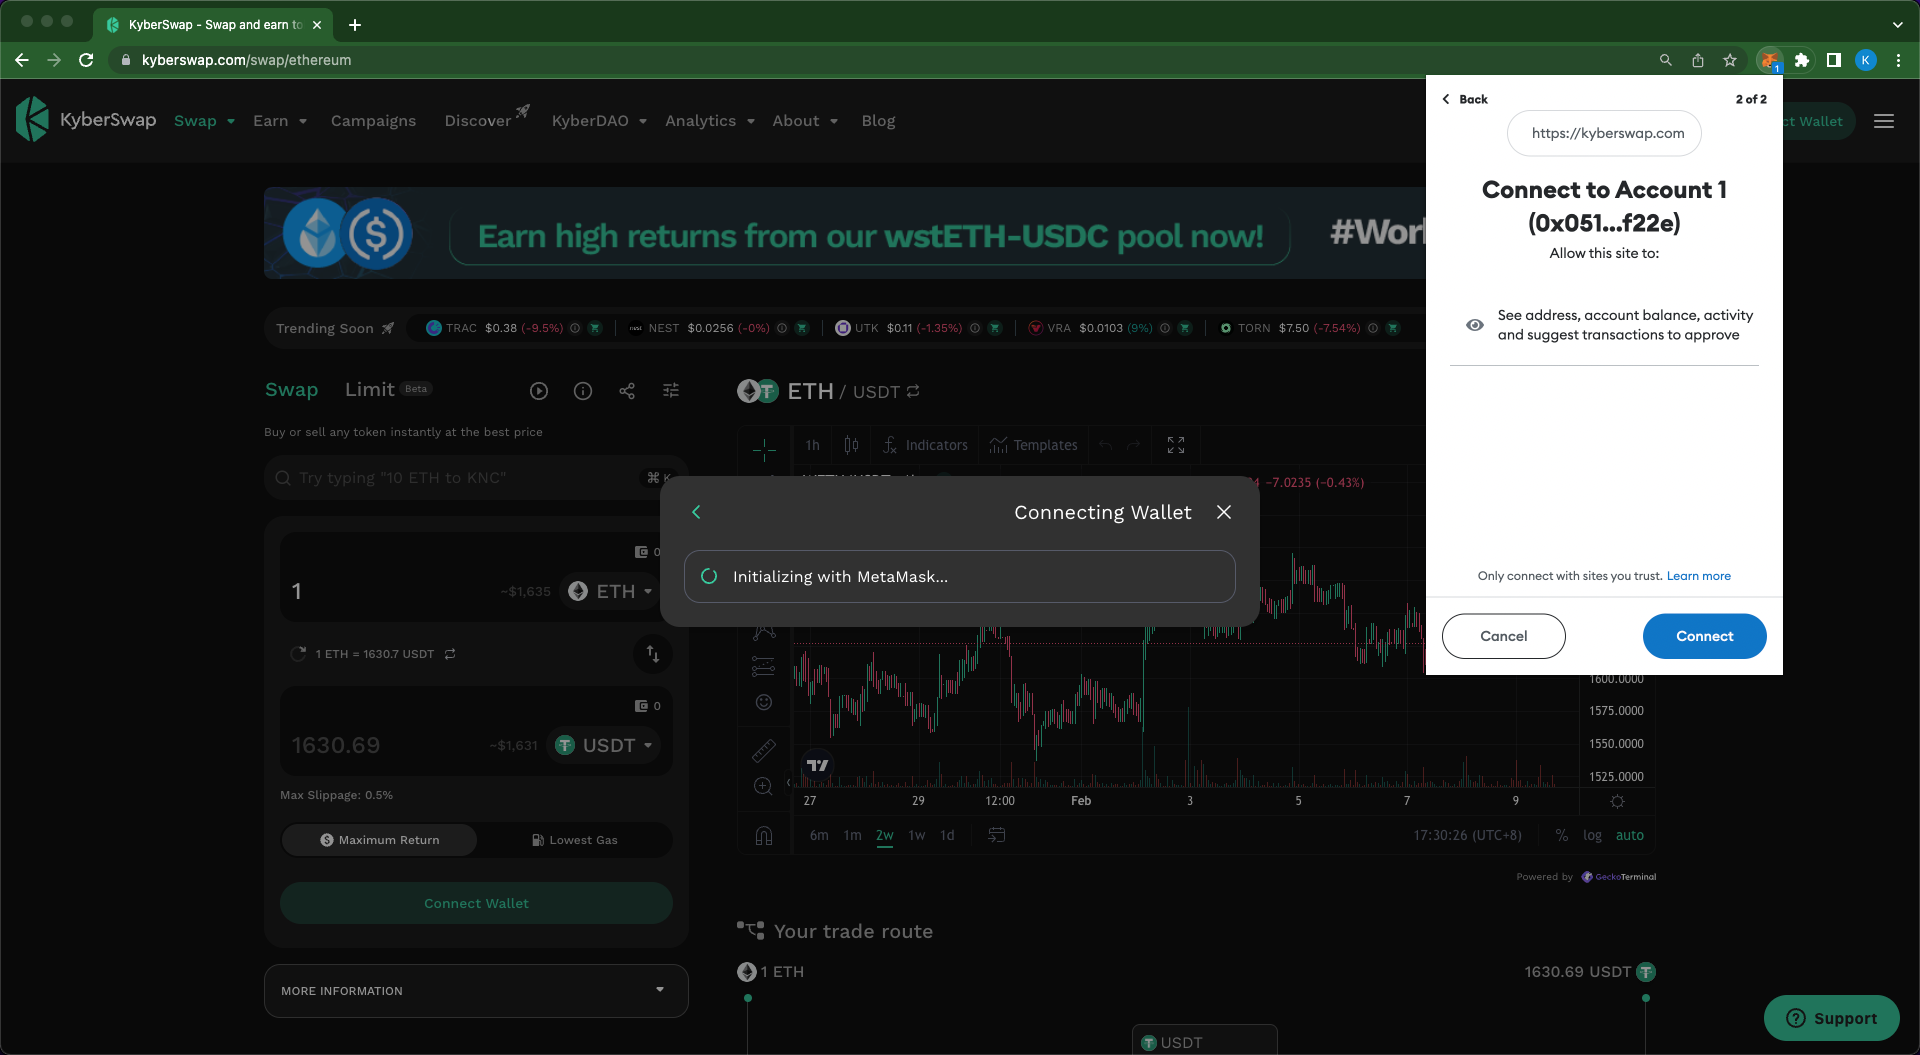 KyberSwap - Swap and earn to
kyberswap.com/swap/ethereum
K
1
KyberSwap
Swap
Earn
Campaigns
Discover
KyberDAO
Analytics
About
Blog
ct Wallet
Earn high returns from our wstETH-USDC pool now!
#Worl
Trending Soon
TRAC $0.38 (-9.5%)
NEST $0.0256 (-0%)
UTK $0.11 (-1.35%)
VRA $0.0103 (9%)
TORN $7.50 (-7.54%)
Swap
Limit Beta
Buy or sell any token instantly at the best price
Try typing "10 ETH to KNC"
⌘ K
0
1
~$1,635
ETH
1 ETH = 1630.7 USDT
0
1630.69
~$1,631
USDT
Max Slippage: 0.5%
Maximum Return
Lowest Gas
Connect Wallet
MORE INFORMATION
ETH / USDT
1h
Indicators
Templates
−7.0235 (−0.43%)
1600.0000
1575.0000
1550.0000
1525.0000
27 29 12:00 Feb 3 5 7 9
6m 1m 2w 1w 1d
17:30:26 (UTC+8)
% log auto
Powered by GeckoTerminal
Your trade route
1 ETH
1630.69 USDT
USDT
Connecting Wallet
Initializing with MetaMask...
Back
2 of 2
https://kyberswap.com
Connect to Account 1
(0x051...f22e)
Allow this site to:
See address, account balance, activity
and suggest transactions to approve
Only connect with sites you trust. Learn more
Cancel
Connect
Support